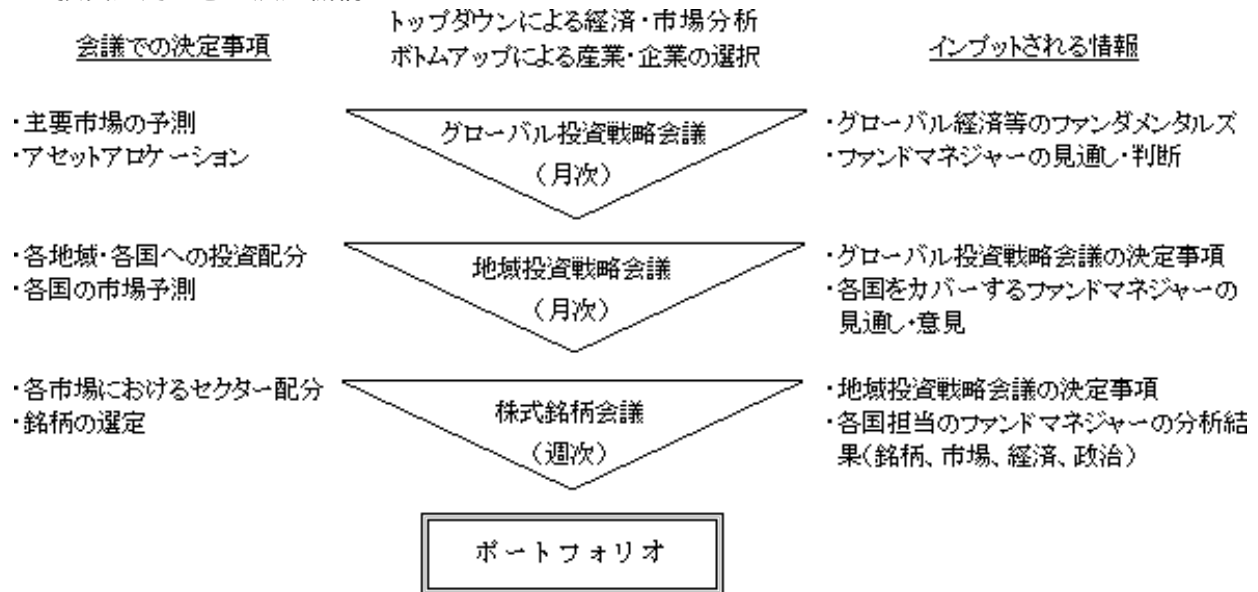 トップダウンによる経済・市場分析
ボトムアップによる産業・企業の選択
会議での決定事項
インプットされる情報
・主要市場の予測
・アセットアロケーション
グローバル投資戦略会議
（月次）
・グローバル経済等のファンダメンタルズ
・ファンドマネジャーの見通し・判断
・各地域・各国への投資配分
・各国の市場予測
地域投資戦略会議
（月次）
・グローバル投資戦略会議の決定事項
・各国をカバーするファンドマネジャーの
見通し・意見
・各市場におけるセクター配分
・銘柄の選定
株式銘柄会議
（週次）
・地域投資戦略会議の決定事項
・各国担当のファンドマネジャーの分析結
果（銘柄、市場、経済、政治）
ポートフォリオ